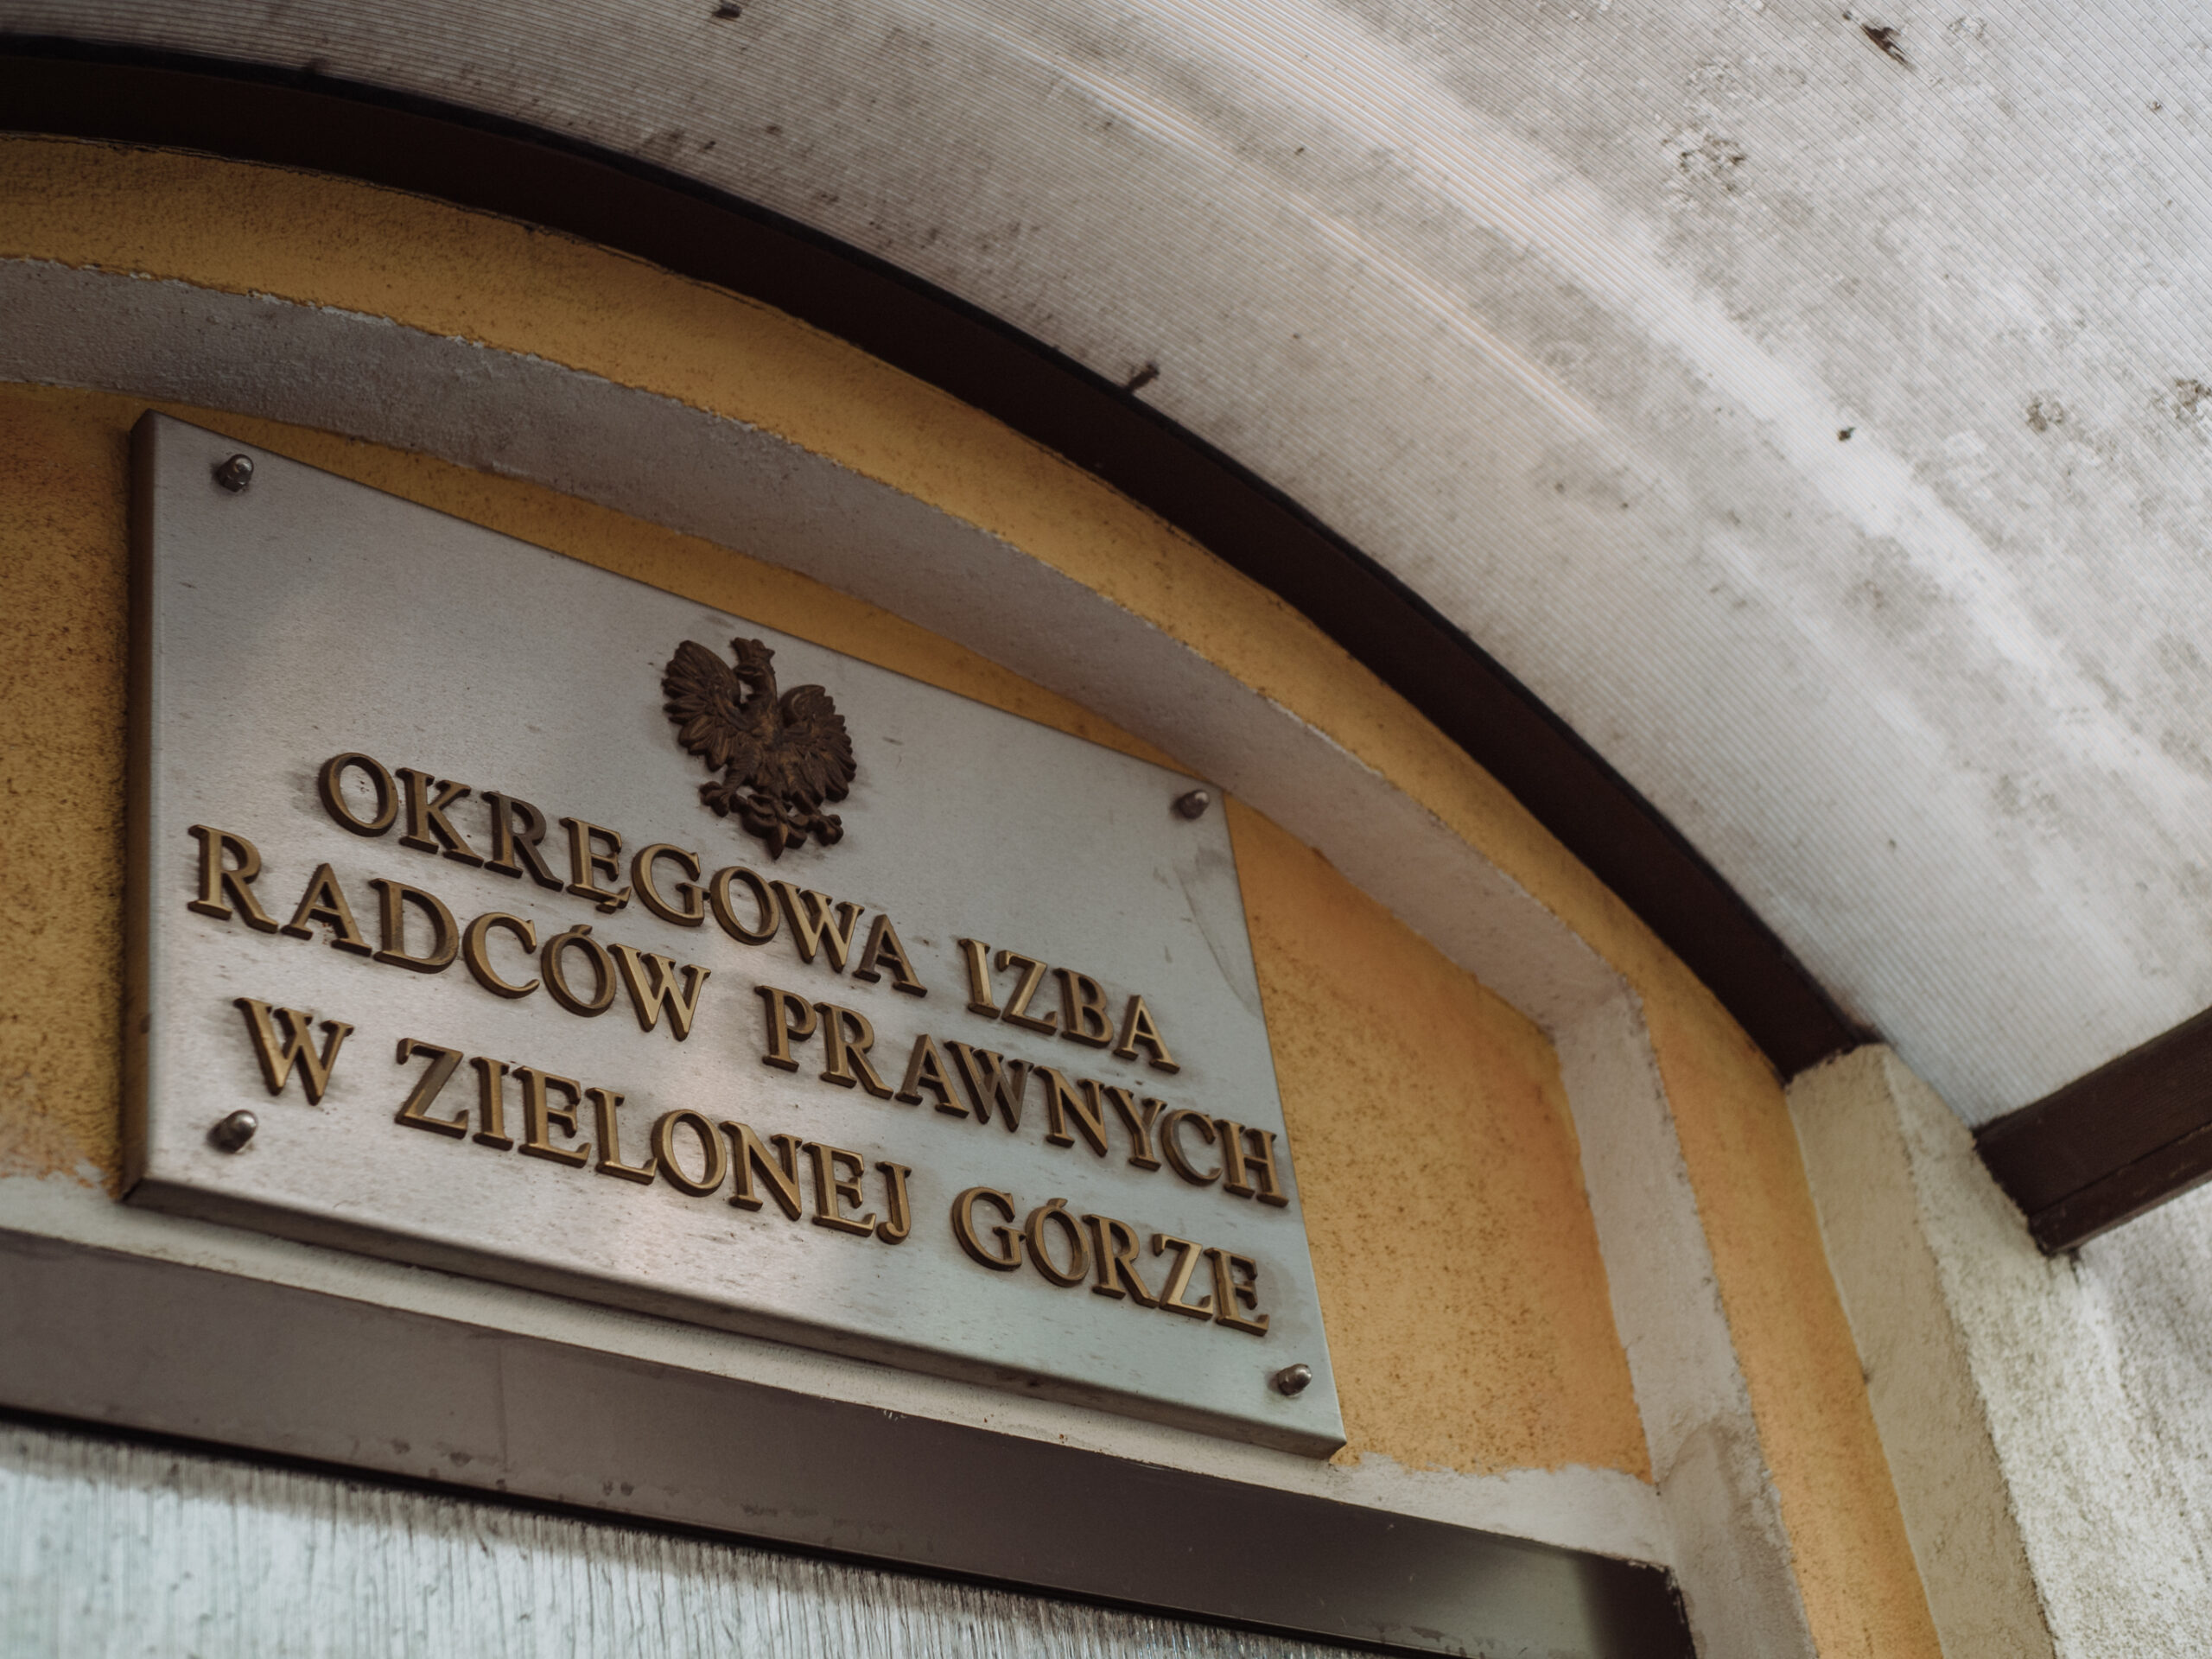 OKRĘGOWA IZBA
RADCÓW PRAWNYCH
W ZIELONEJ GÓRZE